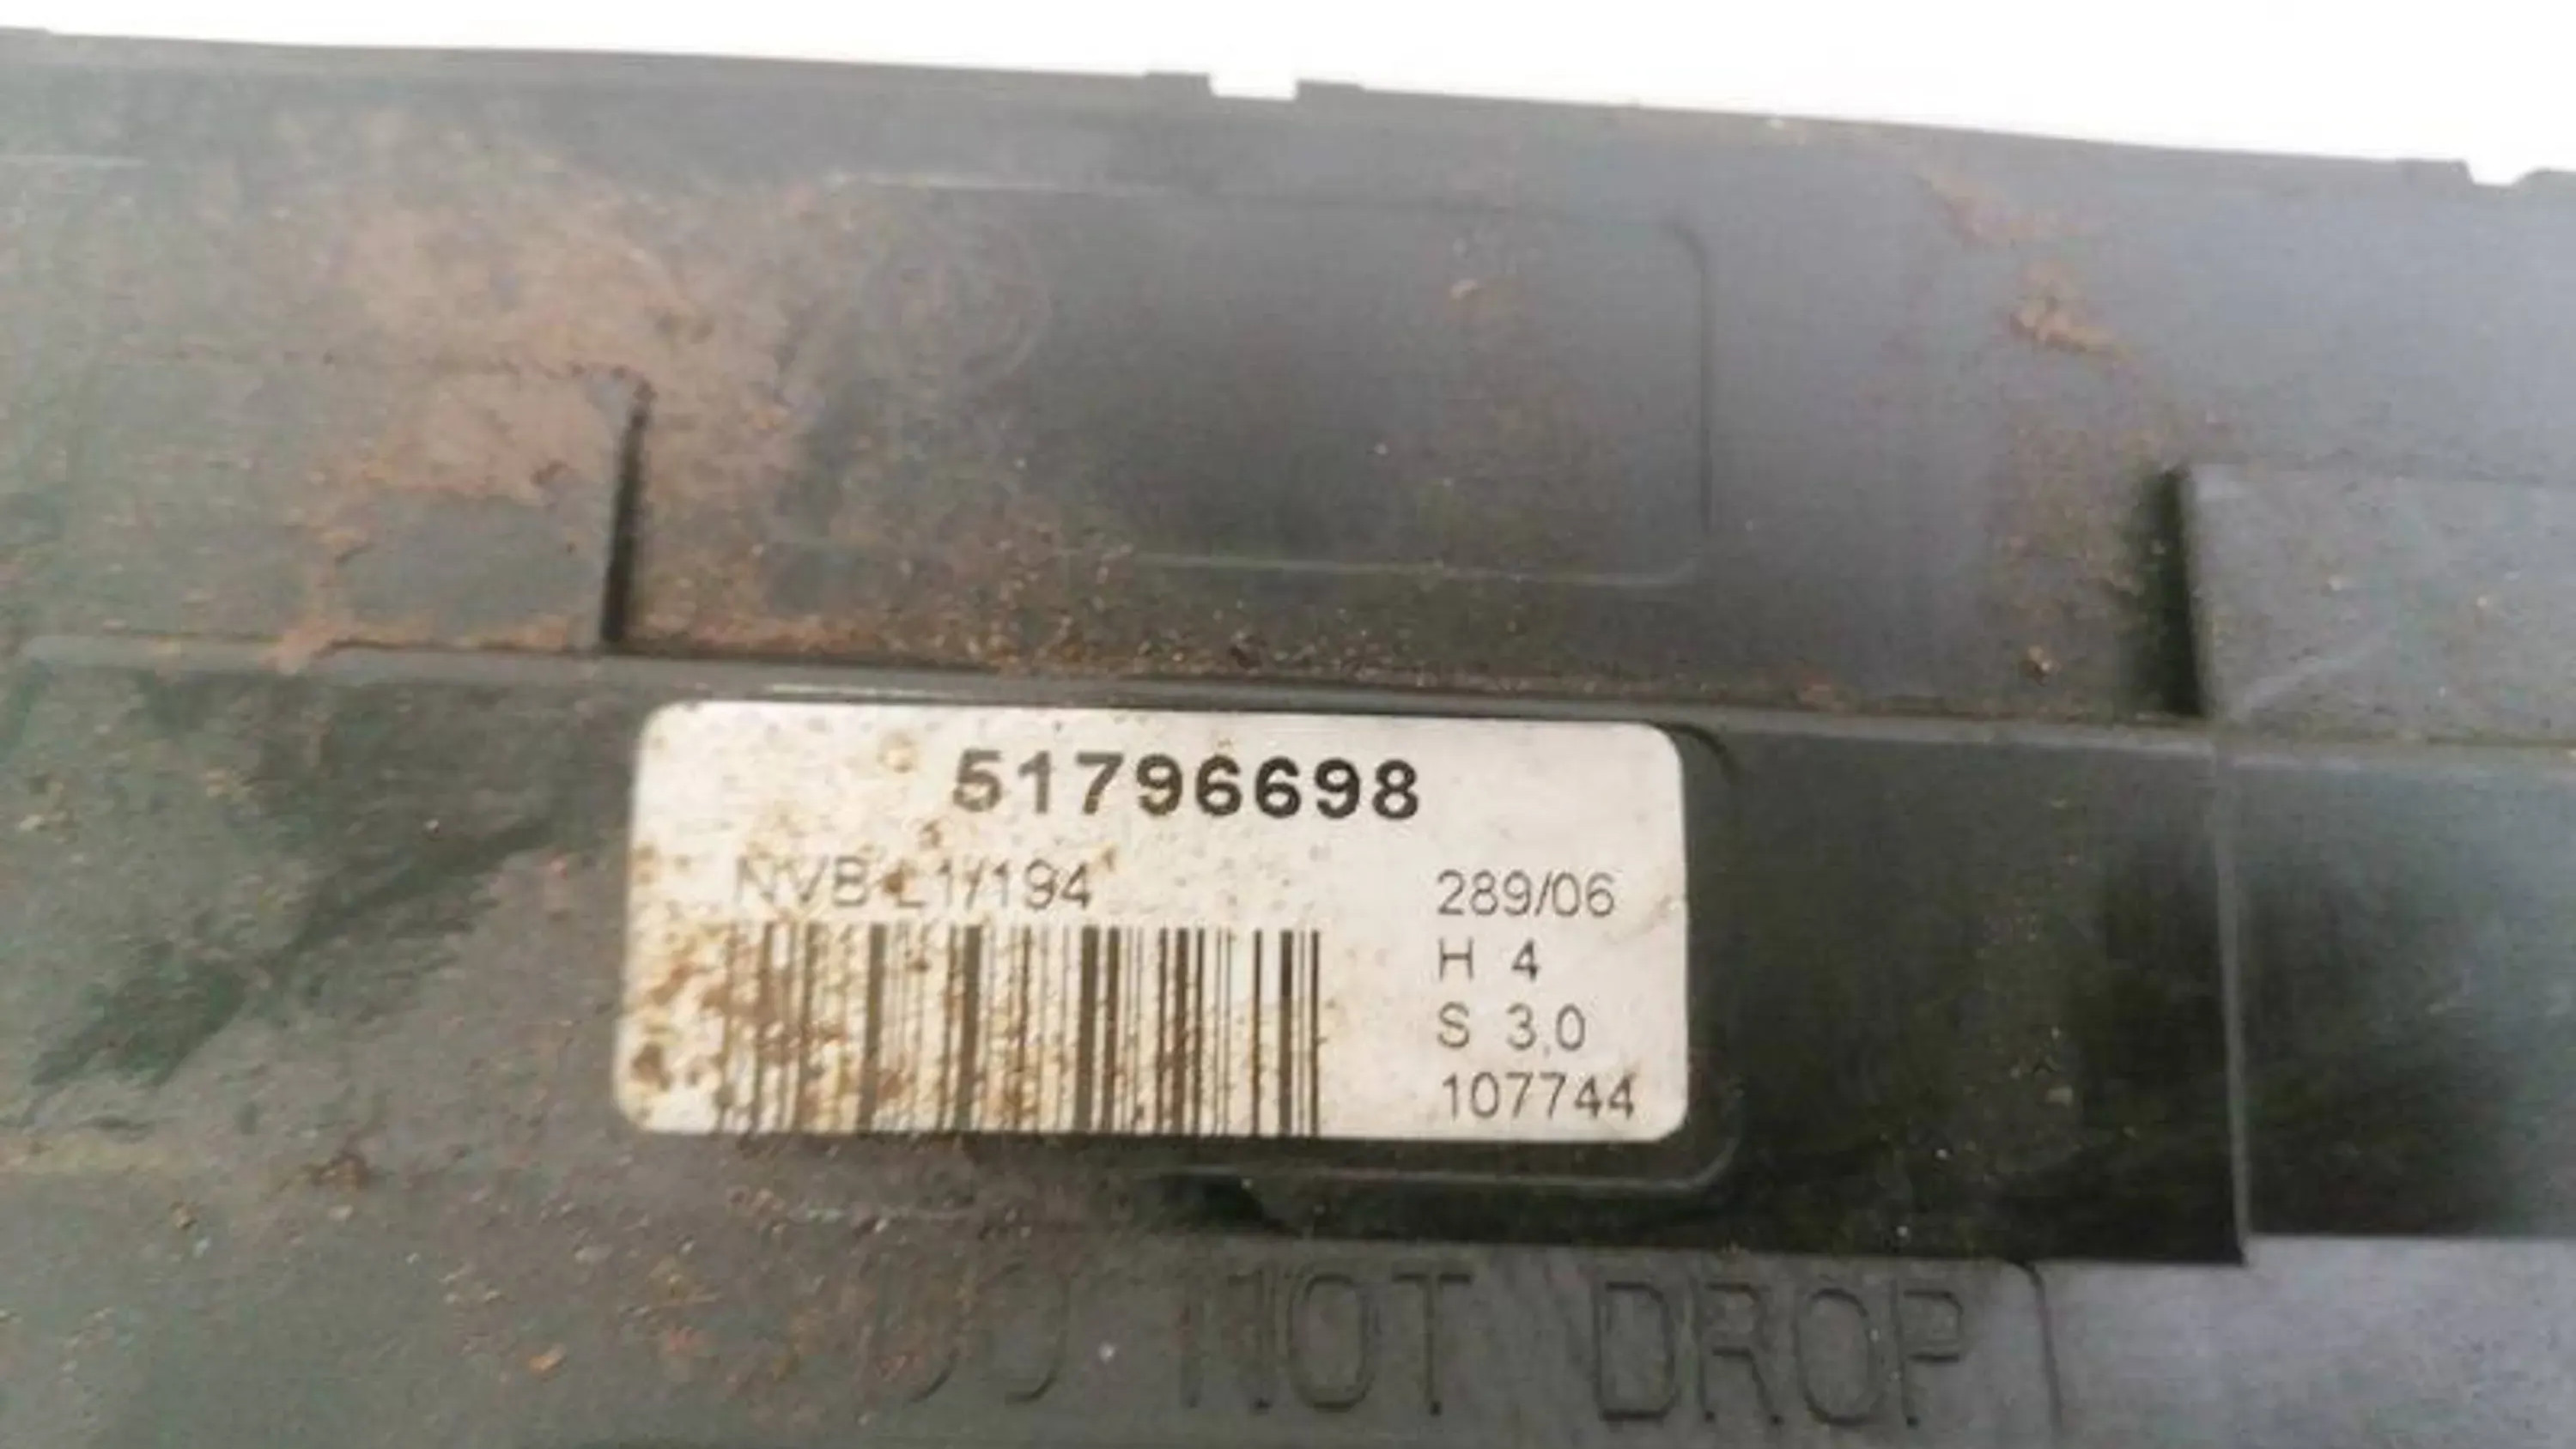 51796698
NVB L1/194
289/06
H 4
S 3,0
107744
DO NOT DROP